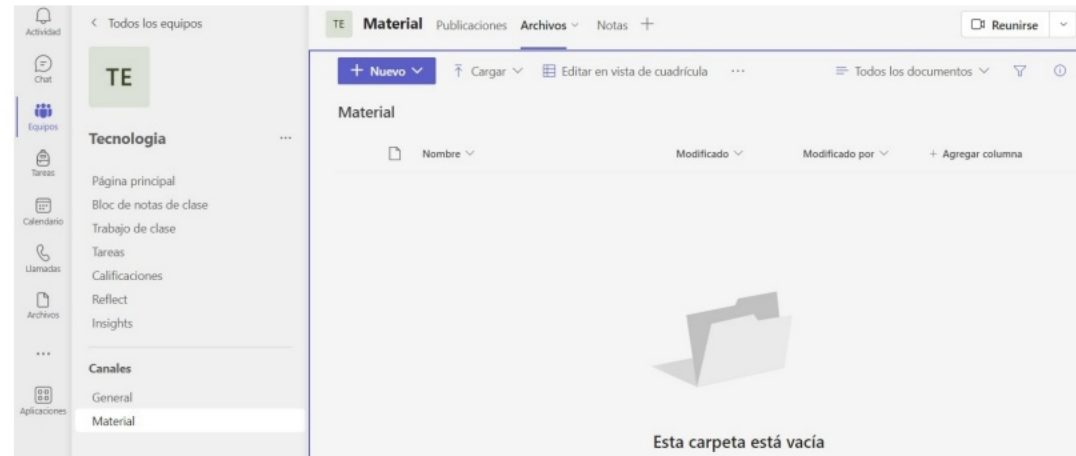 Actividad
Chat
Equipos
Tareas
Calendario
Llamadas
Archivos
Aplicaciones
Todos los equipos
TE
Tecnologia
Página principal
Bloc de notas de clase
Trabajo de clase
Tareas
Calificaciones
Reflect
Insights
Canales
General
Material
TE Material Publicaciones Archivos Notas Reunirse
+ Nuevo Cargar Editar en vista de cuadrícula ... Todos los documentos
Material
Nombre Modificado Modificado por + Agregar columna
Esta carpeta está vacía